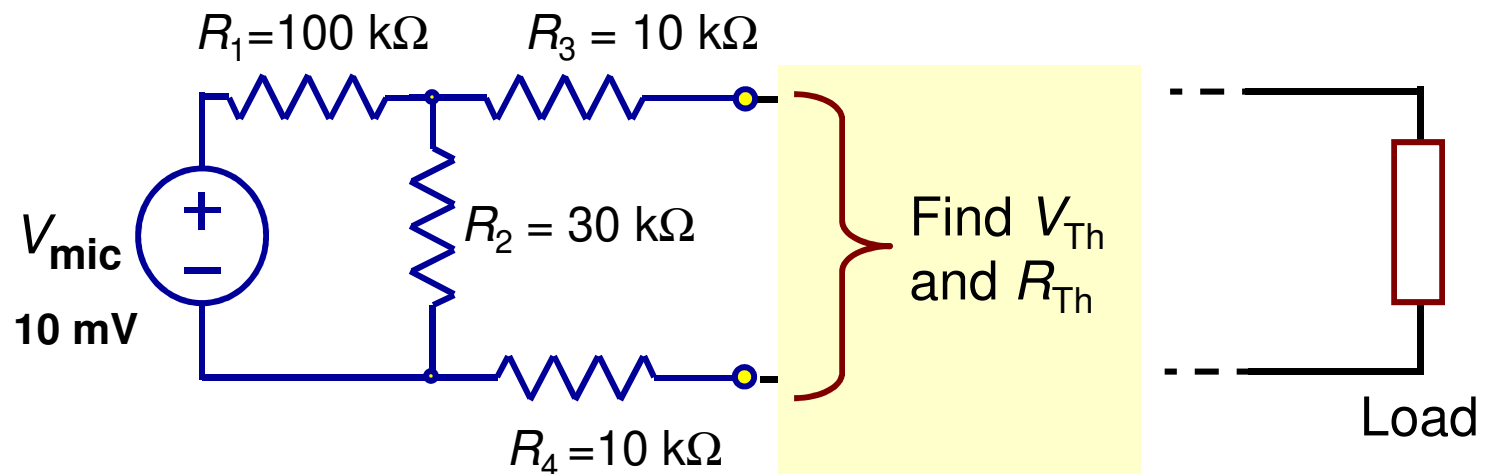 R₁=100 kΩ
R₃ = 10 kΩ
+
−
Vmic
10 mV
R₂ = 30 kΩ
Find VTh
and RTh
R₄=10 kΩ
Load